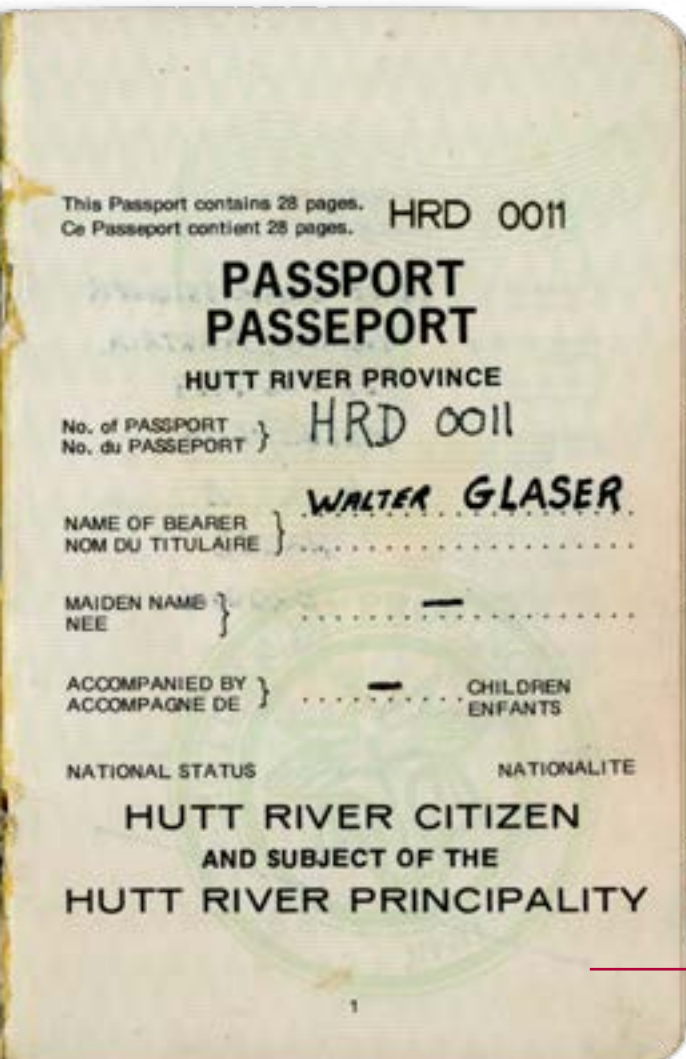 This Passport contains 28 pages. HRD 0011
Ce Passeport contient 28 pages.
PASSPORT
PASSEPORT
HUTT RIVER PROVINCE
No. of PASSPORT HRD 0011
No. du PASSEPORT
WALTER GLASER
NAME OF BEARER
NOM DU TITULAIRE
MAIDEN NAME —
NEE
ACCOMPANIED BY — CHILDREN
ACCOMPAGNE DE ENFANTS
NATIONAL STATUS NATIONALITE
HUTT RIVER CITIZEN
AND SUBJECT OF THE
HUTT RIVER PRINCIPALITY
1